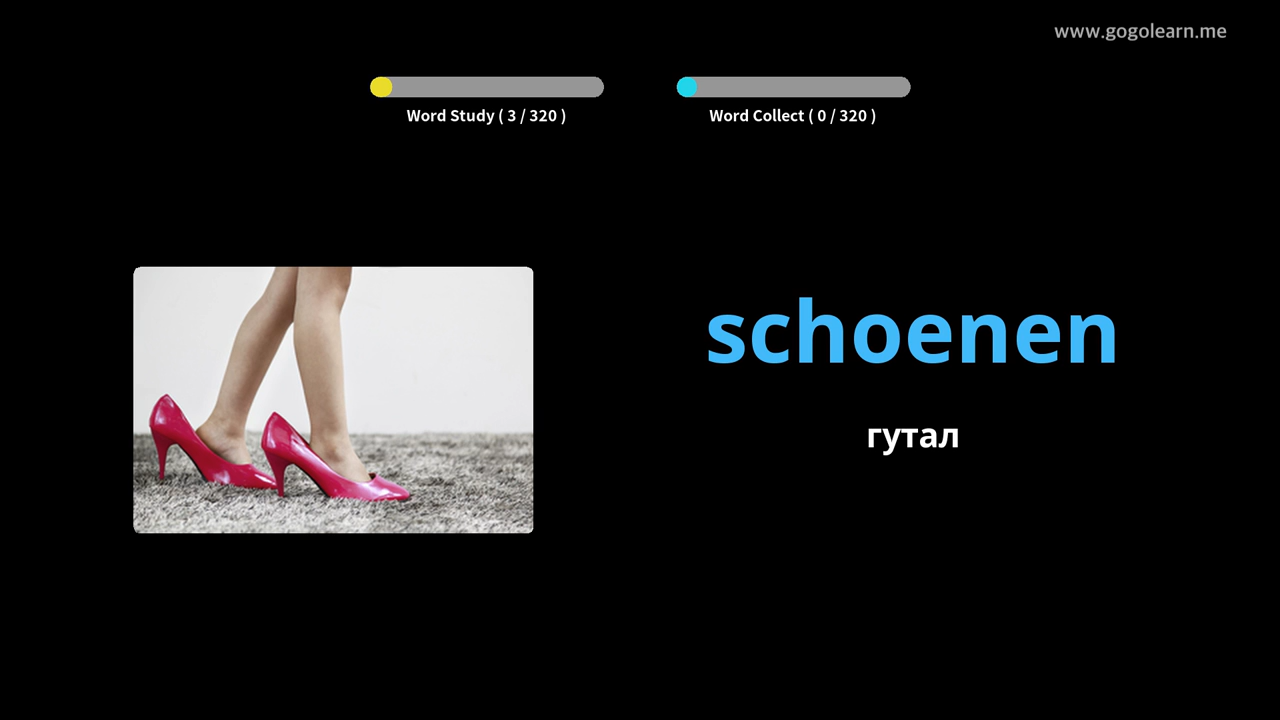 www.gogolearn.me
Word Study ( 3 / 320 )
Word Collect ( 0 / 320 )
schoenen
гутал